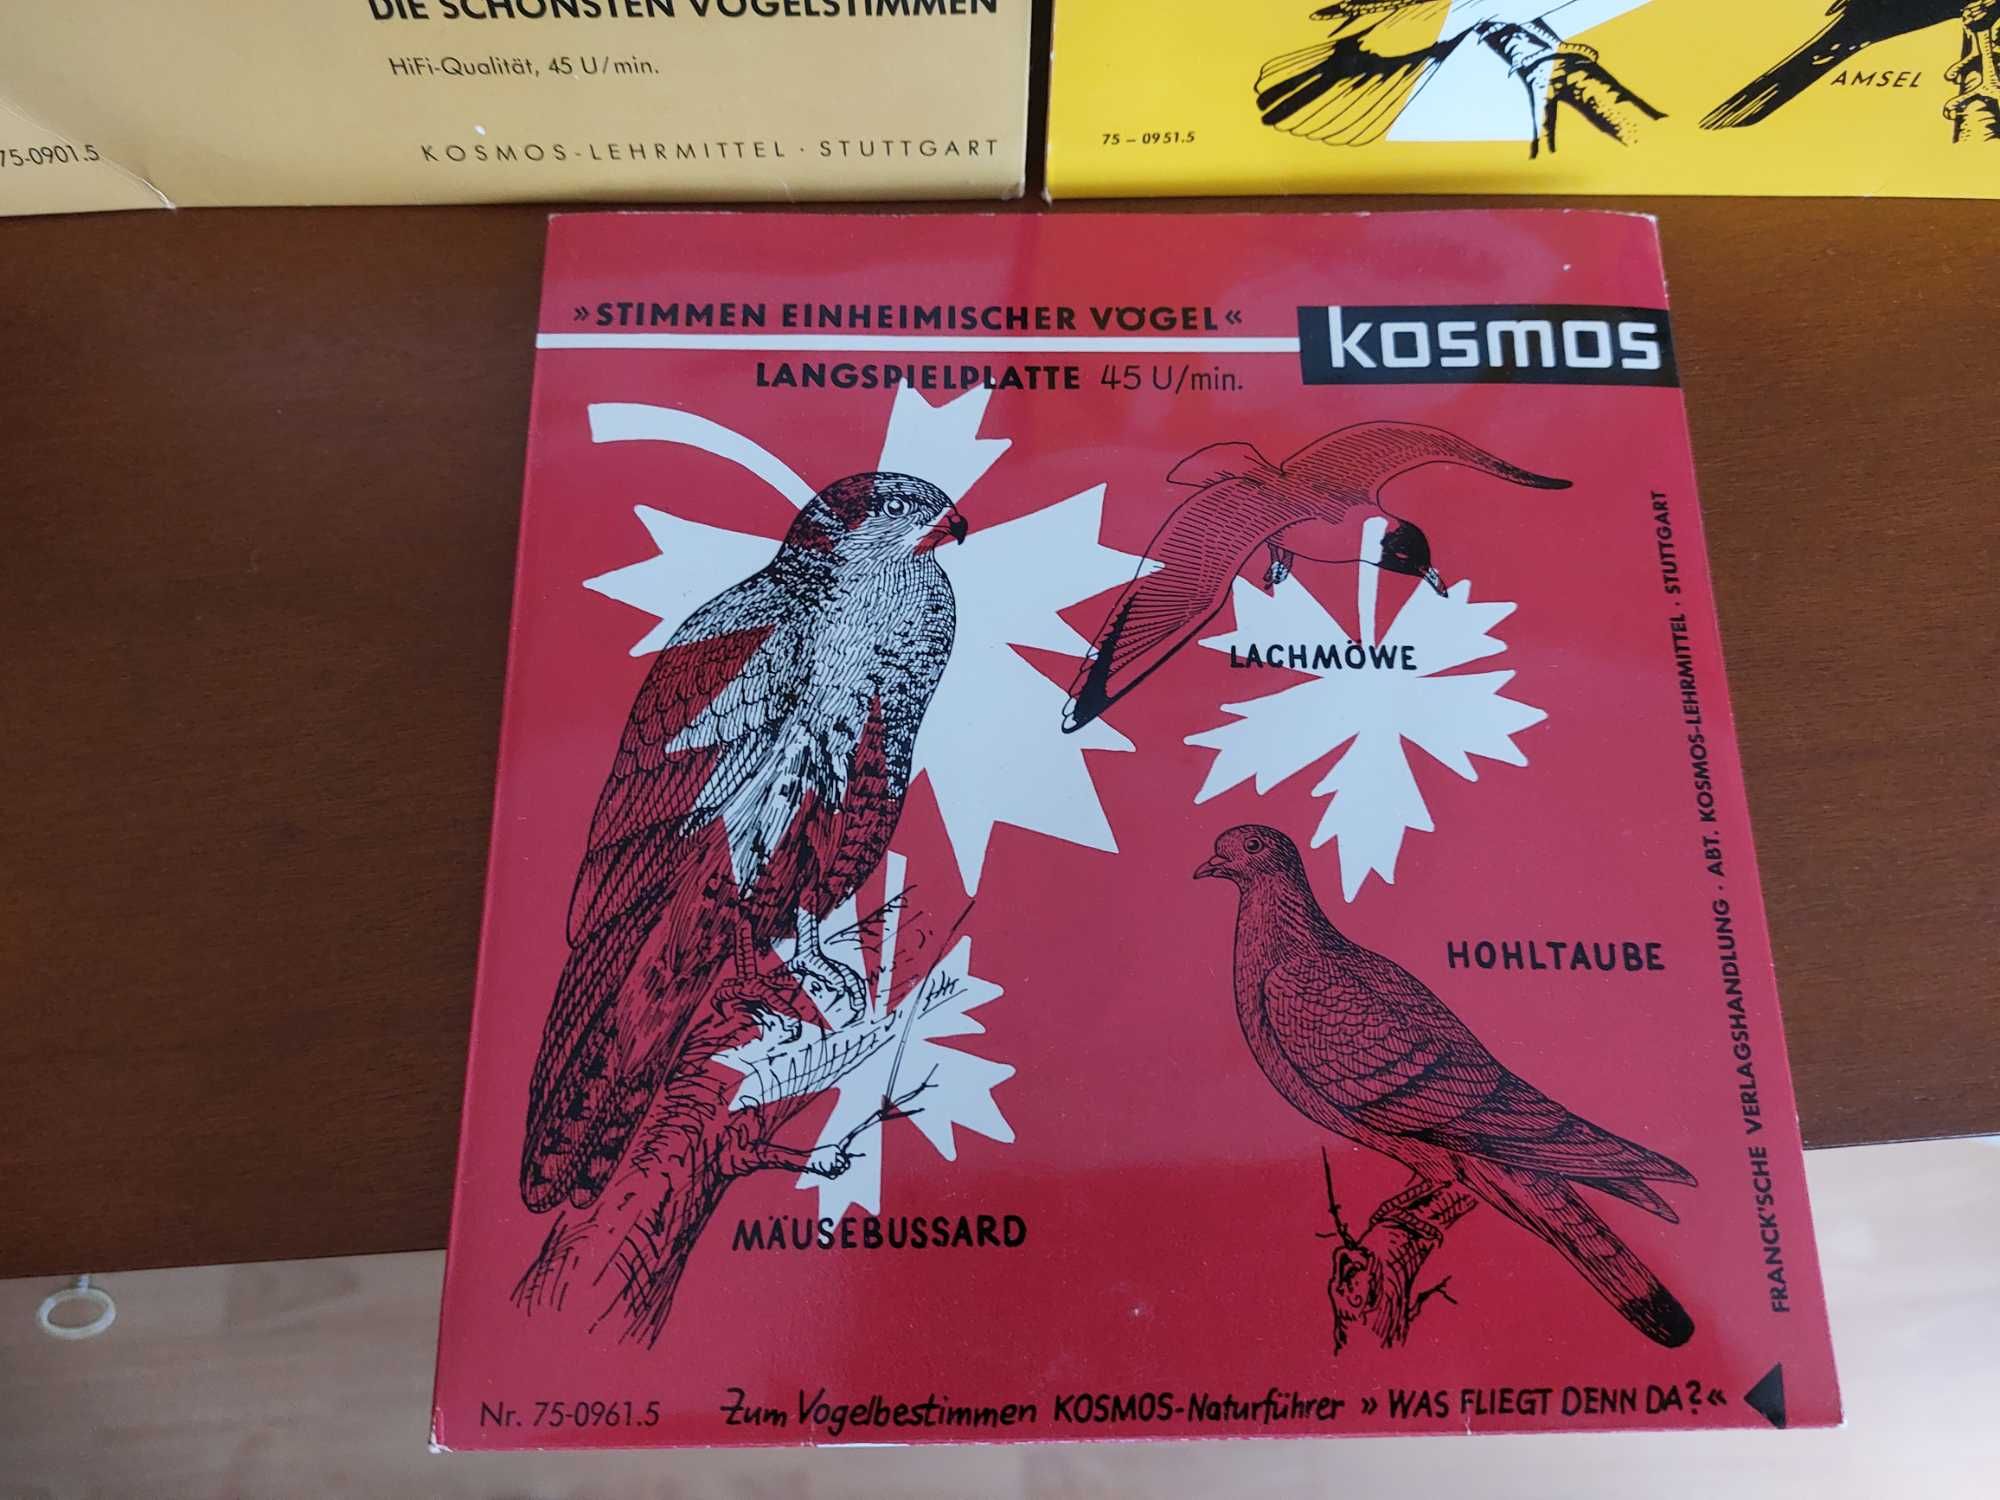 DIE SCHÖNSTEN VOGELSTIMMEN
HiFi-Qualität, 45 U/min.
75-0901.5
KOSMOS-LEHRMITTEL · STUTTGART
AMSEL
75 – 0951.5
»STIMMEN EINHEIMISCHER VÖGEL«
kosmos
LANGSPIELPLATTE 45 U/min.
LACHMÖWE
HOHLTAUBE
MÄUSEBUSSARD
FRANCK'SCHE VERLAGSHANDLUNG · ABT. KOSMOS-LEHRMITTEL · STUTTGART
Nr. 75-0961.5
Zum Vogelbestimmen KOSMOS-Naturführer »WAS FLIEGT DENN DA?«